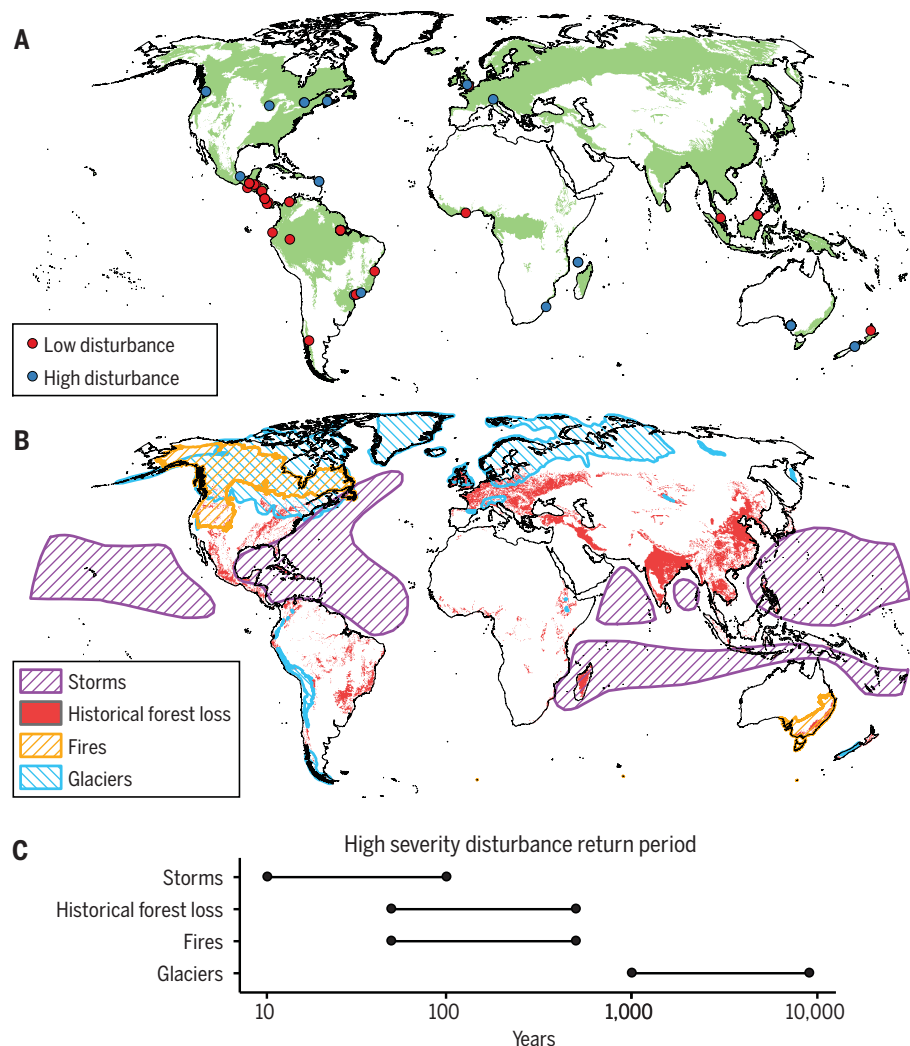 A
Low disturbance
High disturbance
B
Storms
Historical forest loss
Fires
Glaciers
C
High severity disturbance return period
Storms
Historical forest loss
Fires
Glaciers
10 100 1,000 10,000
Years